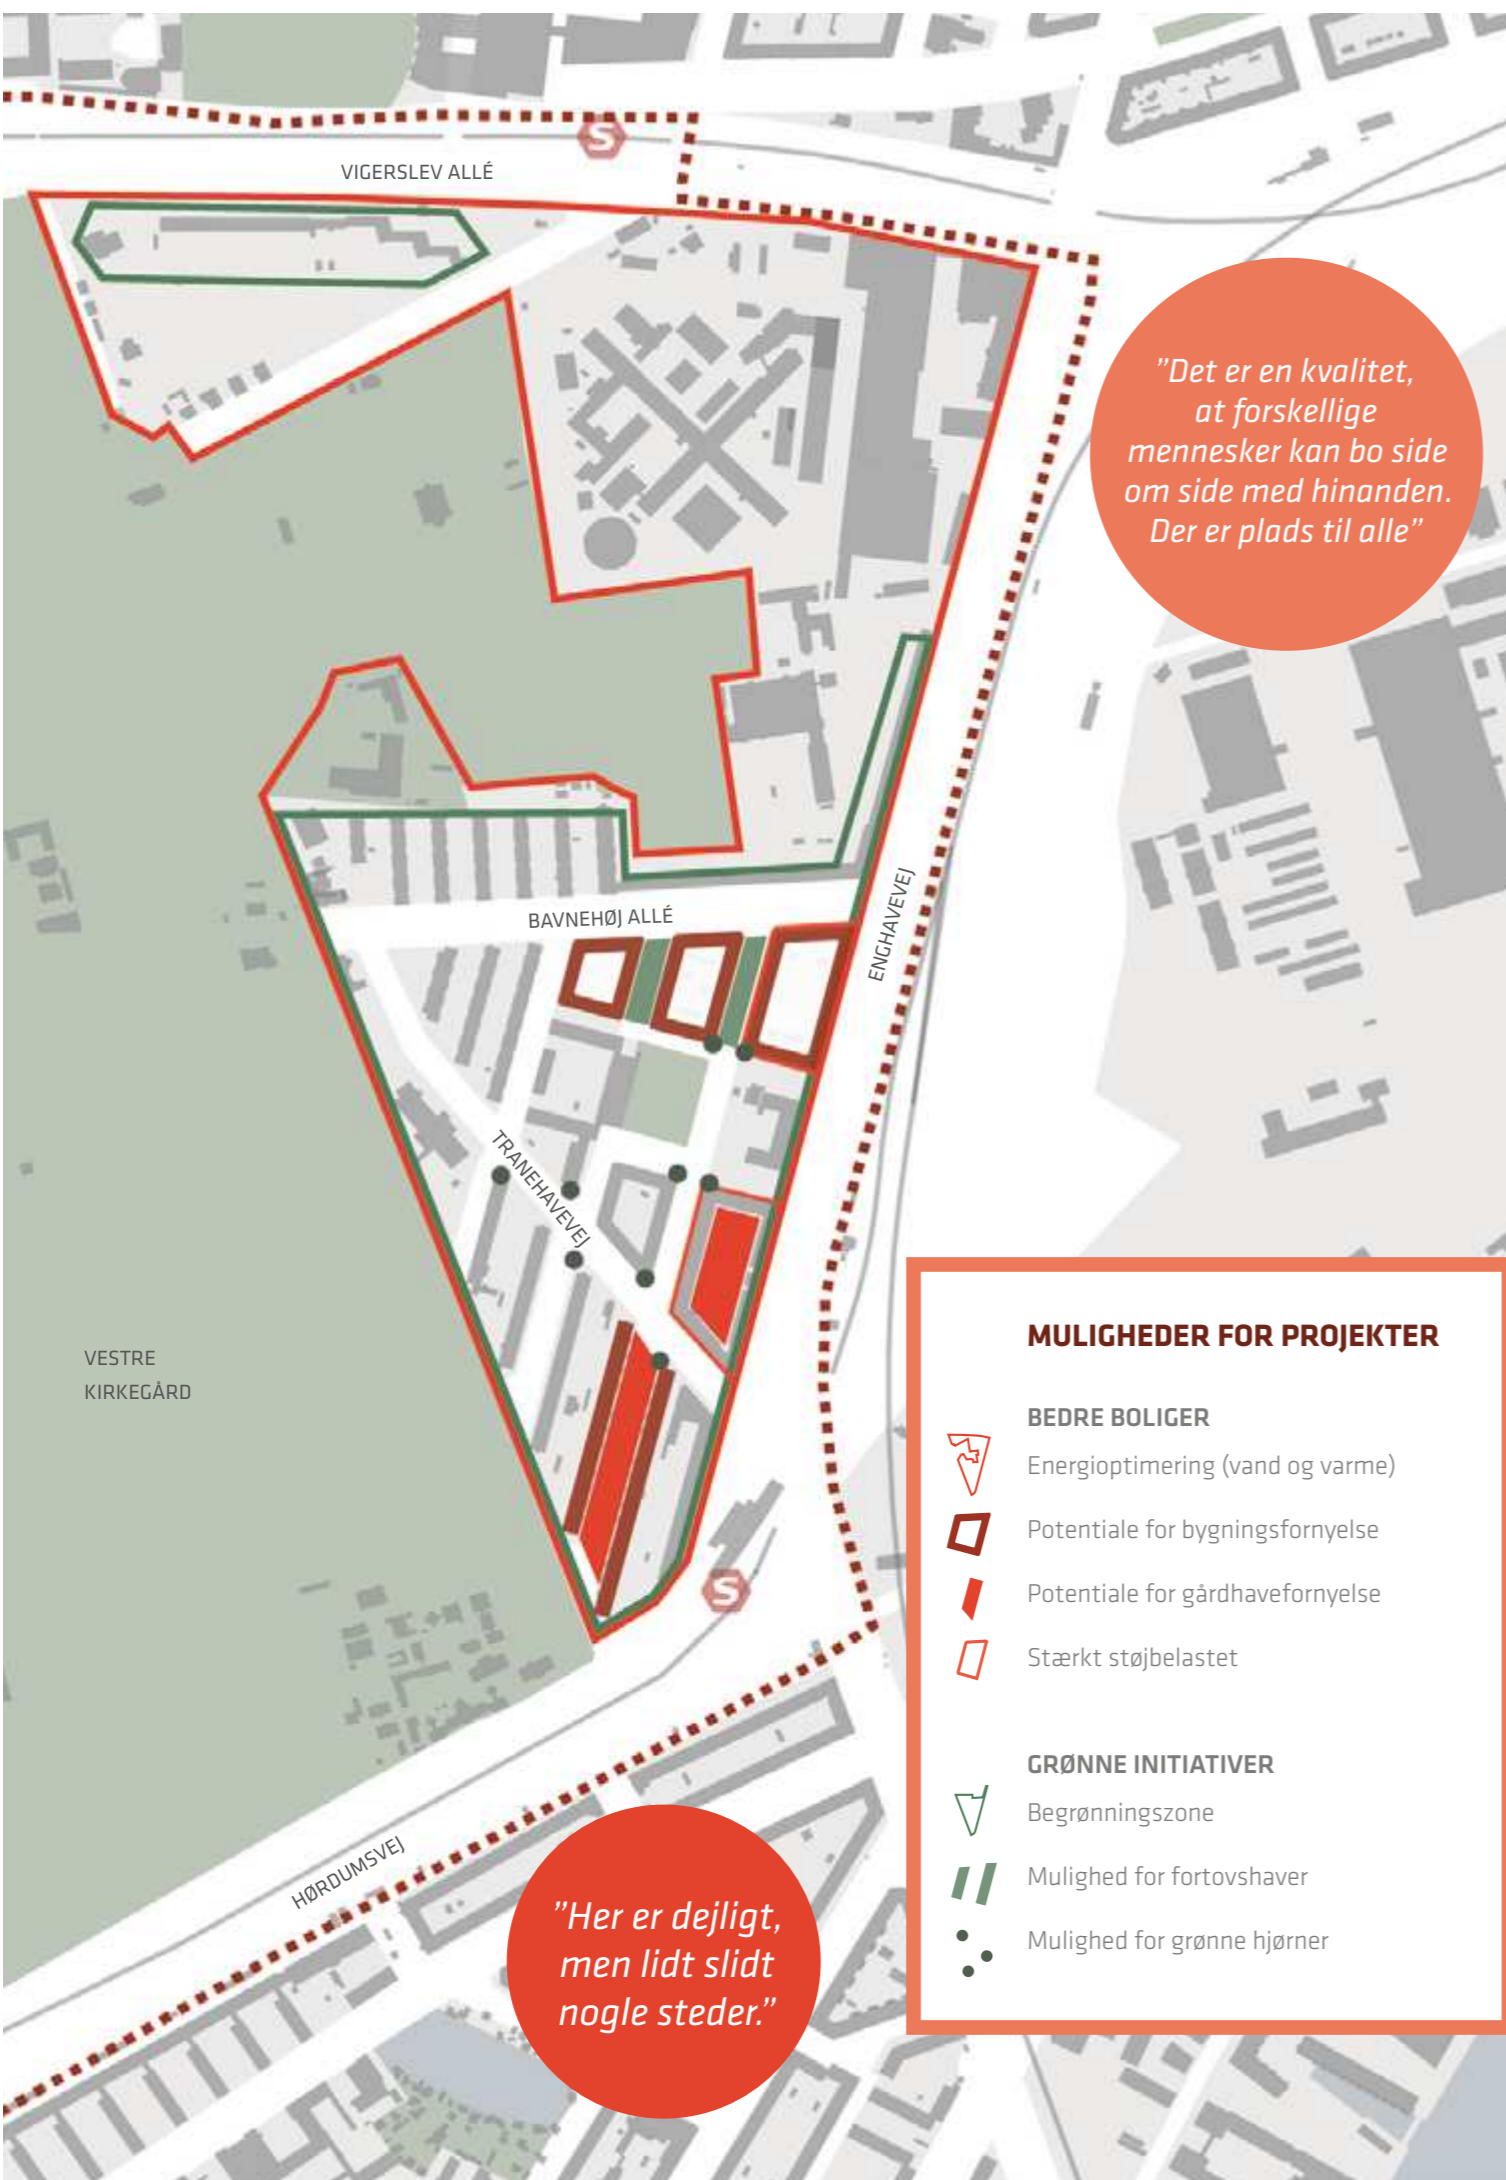 S
VIGERSLEV ALLÉ
"Det er en kvalitet,
at forskellige
mennesker kan bo side
om side med hinanden.
Der er plads til alle"
BAVNEHØJ ALLÉ
ENGHAVEVEJ
TRANEHAVEVEJ
VESTRE
KIRKEGÅRD
S
HØRDUMSVEJ
"Her er dejligt,
men lidt slidt
nogle steder."
MULIGHEDER FOR PROJEKTER
BEDRE BOLIGER
Energioptimering (vand og varme)
Potentiale for bygningsfornyelse
Potentiale for gårdhavefornyelse
Stærkt støjbelastet
GRØNNE INITIATIVER
Begrønningszone
Mulighed for fortovshaver
Mulighed for grønne hjørner